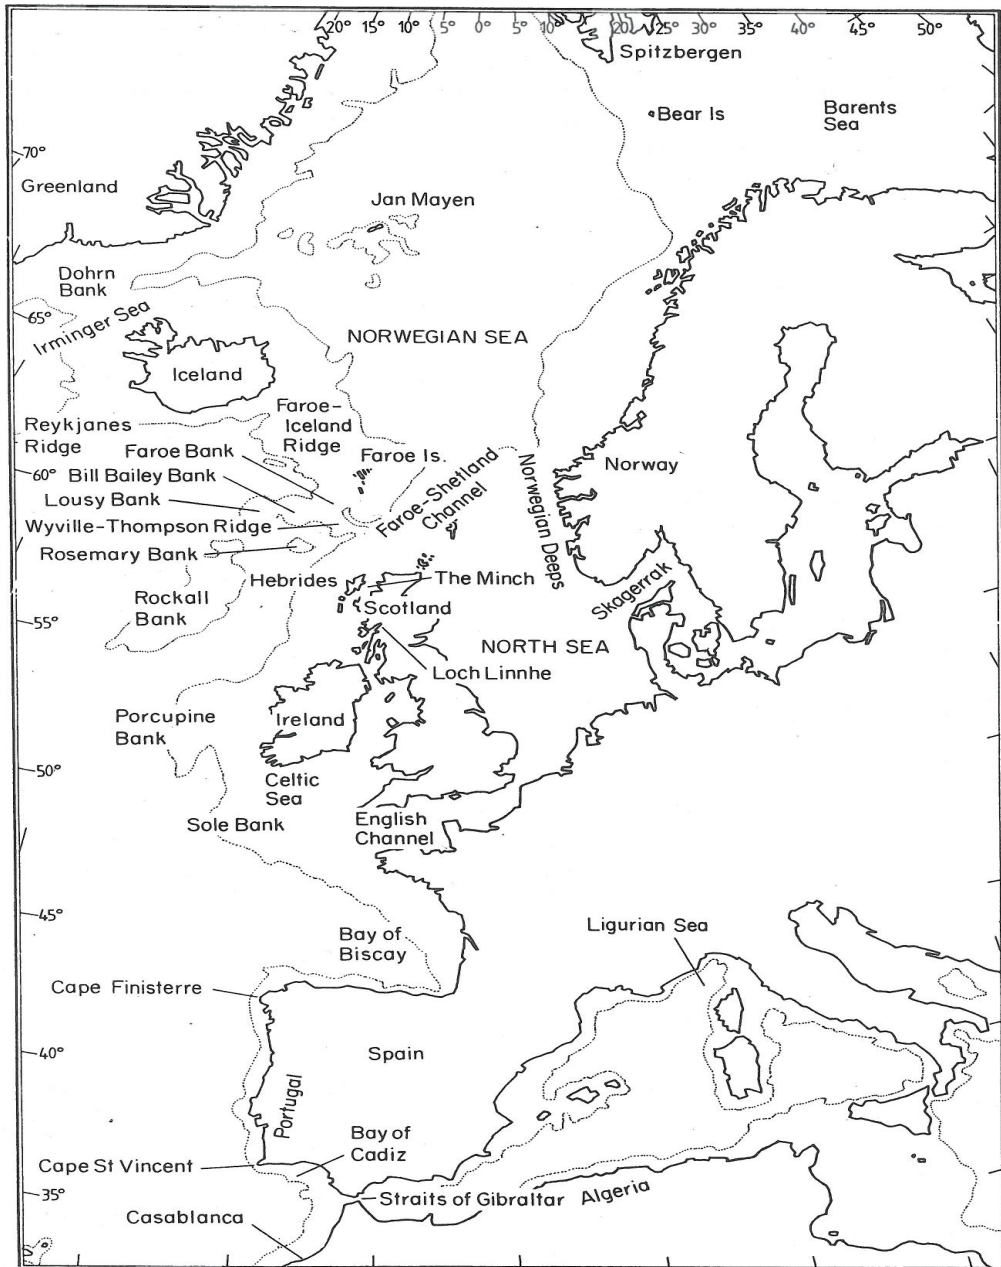 20° 15° 10° 5° 0° 5° 10° 20° 25° 30° 35° 40° 45° 50°
Spitzbergen
Bear Is
Barents
Sea
70°
Greenland
Jan Mayen
Dohrn
Bank
65°
Irminger Sea
NORWEGIAN SEA
Iceland
Reykjanes
Ridge
Faroe-
Iceland
Ridge
Faroe Bank
Faroe Is.
60°
Bill Bailey Bank
Lousy Bank
Wyville-Thompson Ridge
Rosemary Bank
Faroe-Shetland
Channel
Norwegian Deeps
Norway
Hebrides
The Minch
Skagerrak
Rockall
Bank
Scotland
55°
NORTH SEA
Loch Linnhe
Porcupine
Bank
Ireland
50°
Celtic
Sea
Sole Bank
English
Channel
45°
Ligurian Sea
Bay of
Biscay
Cape Finisterre
40°
Spain
Portugal
Bay of
Cadiz
Cape St Vincent
35°
Straits of Gibraltar
Algeria
Casablanca